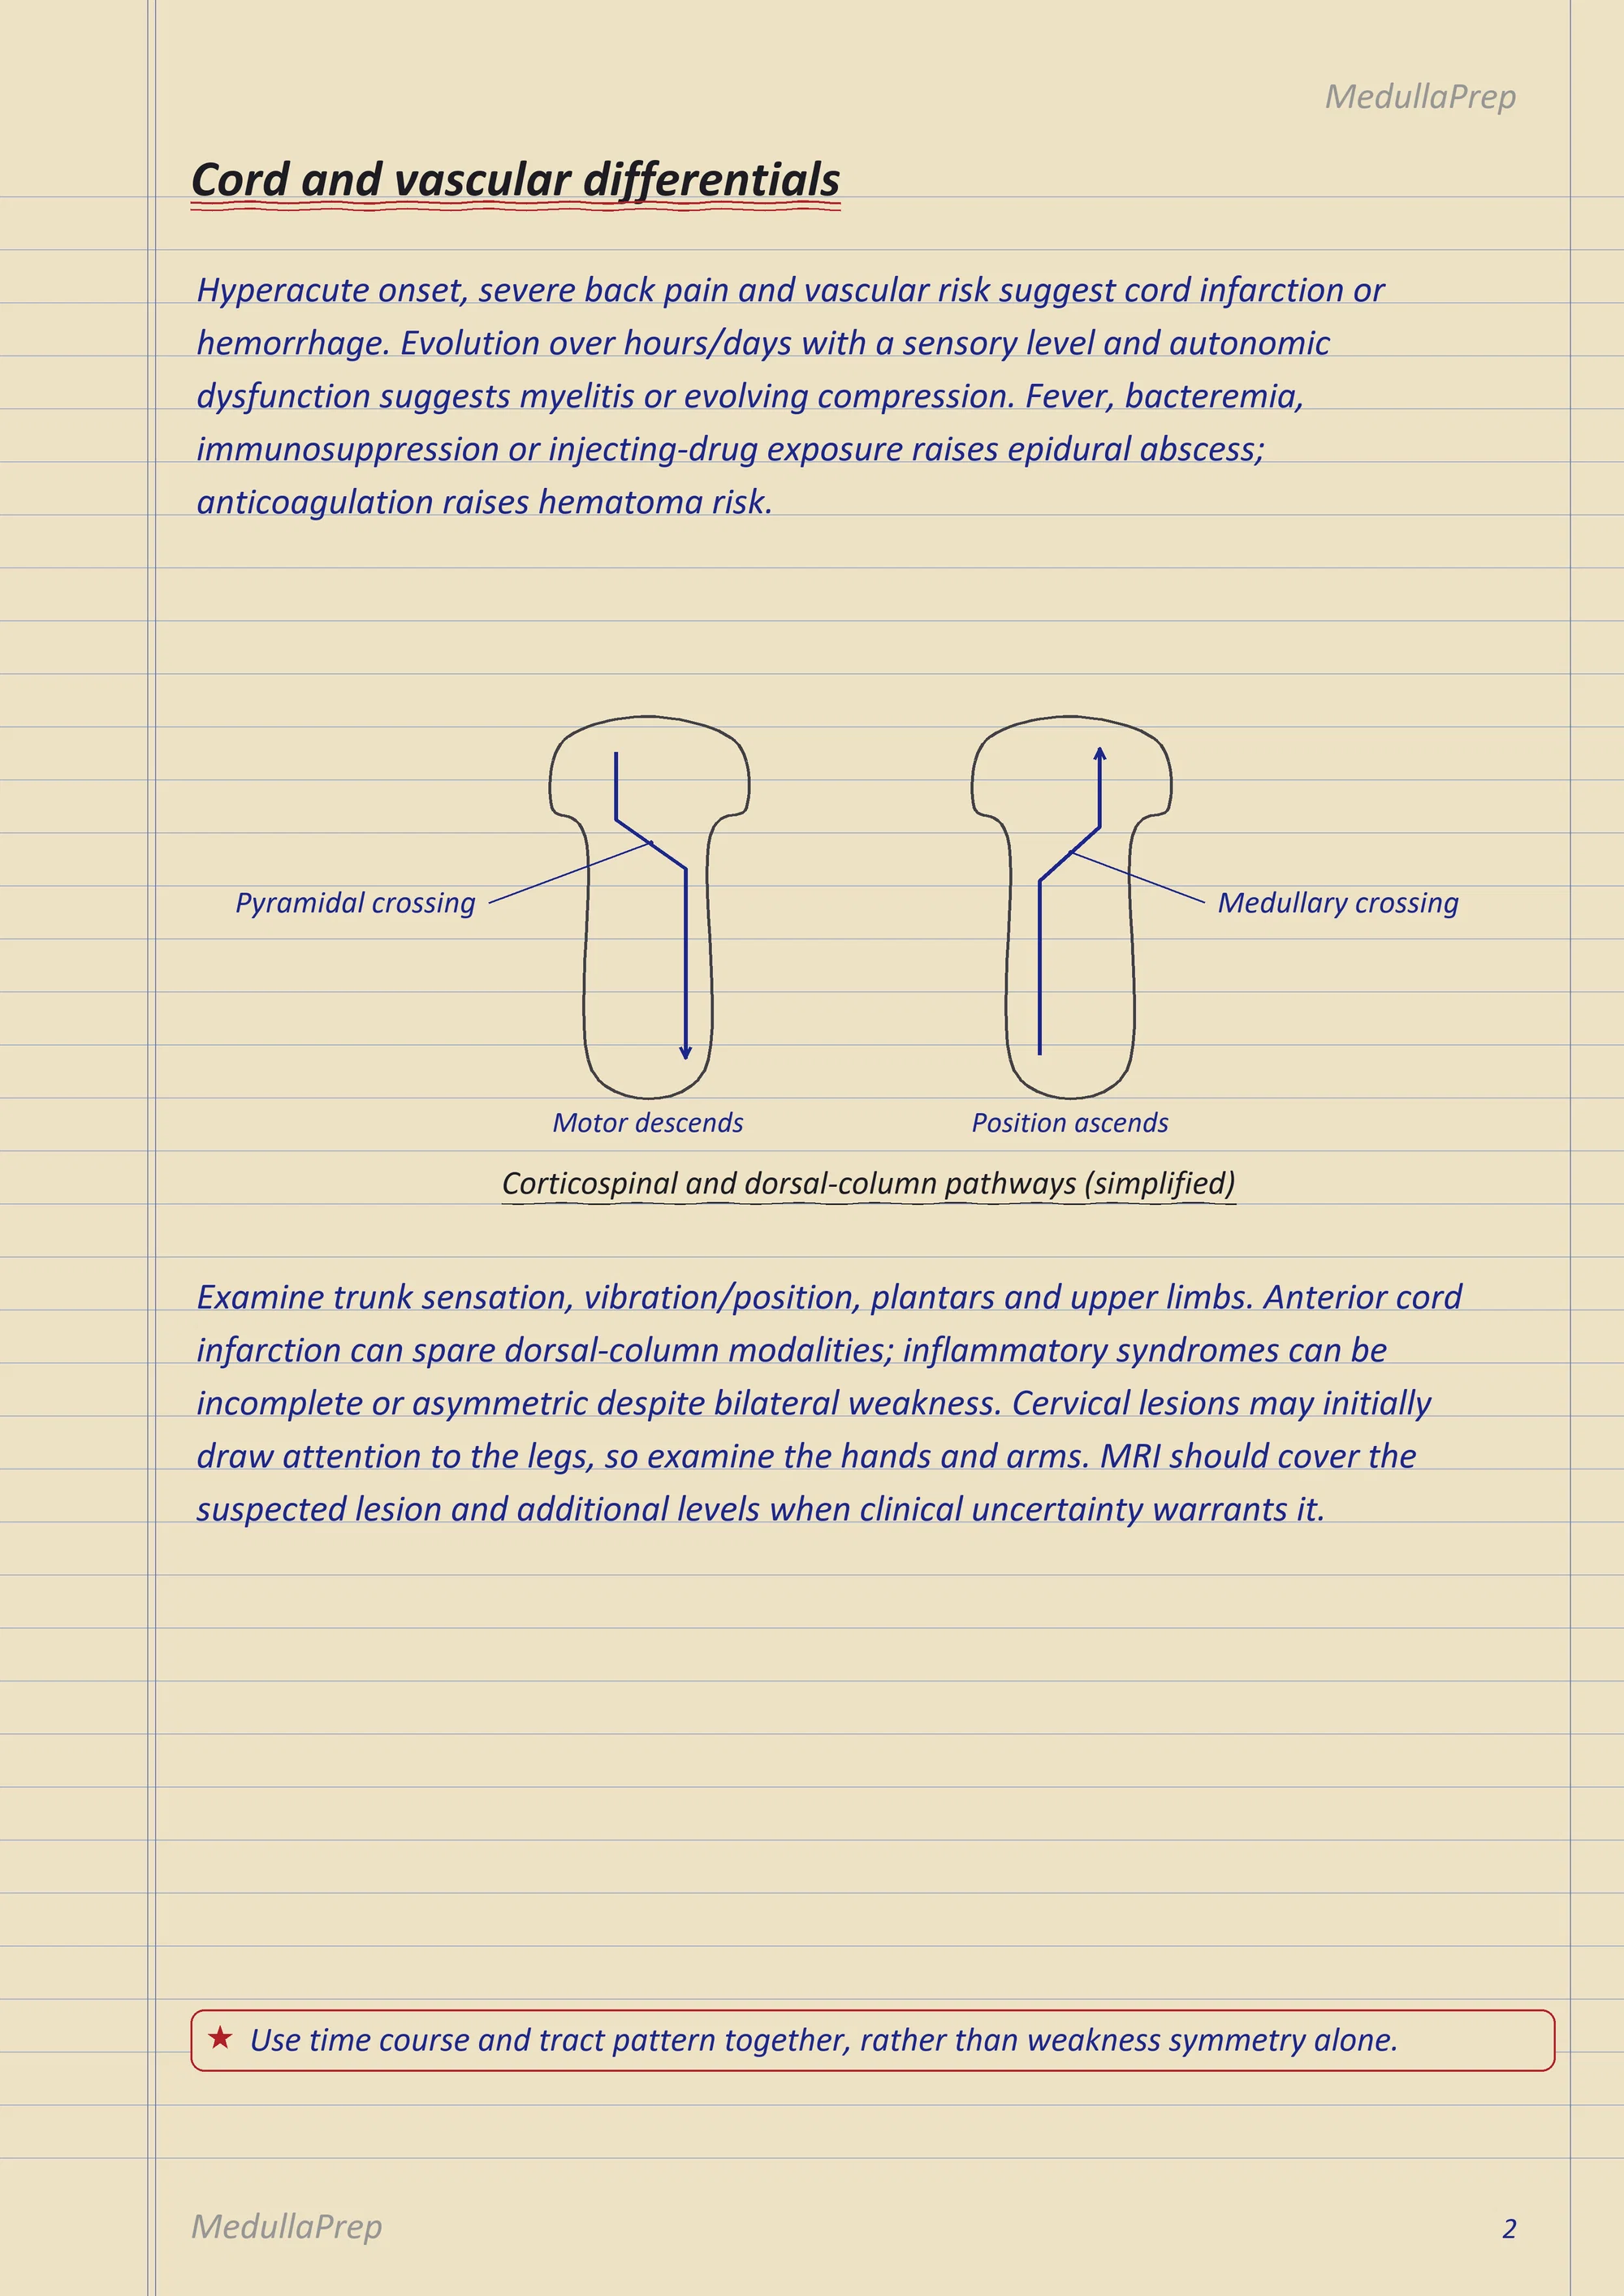 MedullaPrep
Cord and vascular differentials
Hyperacute onset, severe back pain and vascular risk suggest cord infarction or
hemorrhage. Evolution over hours/days with a sensory level and autonomic
dysfunction suggests myelitis or evolving compression. Fever, bacteremia,
immunosuppression or injecting-drug exposure raises epidural abscess;
anticoagulation raises hematoma risk.
Pyramidal crossing
Medullary crossing
Motor descends
Position ascends
Corticospinal and dorsal-column pathways (simplified)
Examine trunk sensation, vibration/position, plantars and upper limbs. Anterior cord
infarction can spare dorsal-column modalities; inflammatory syndromes can be
incomplete or asymmetric despite bilateral weakness. Cervical lesions may initially
draw attention to the legs, so examine the hands and arms. MRI should cover the
suspected lesion and additional levels when clinical uncertainty warrants it.
★ Use time course and tract pattern together, rather than weakness symmetry alone.
MedullaPrep
2